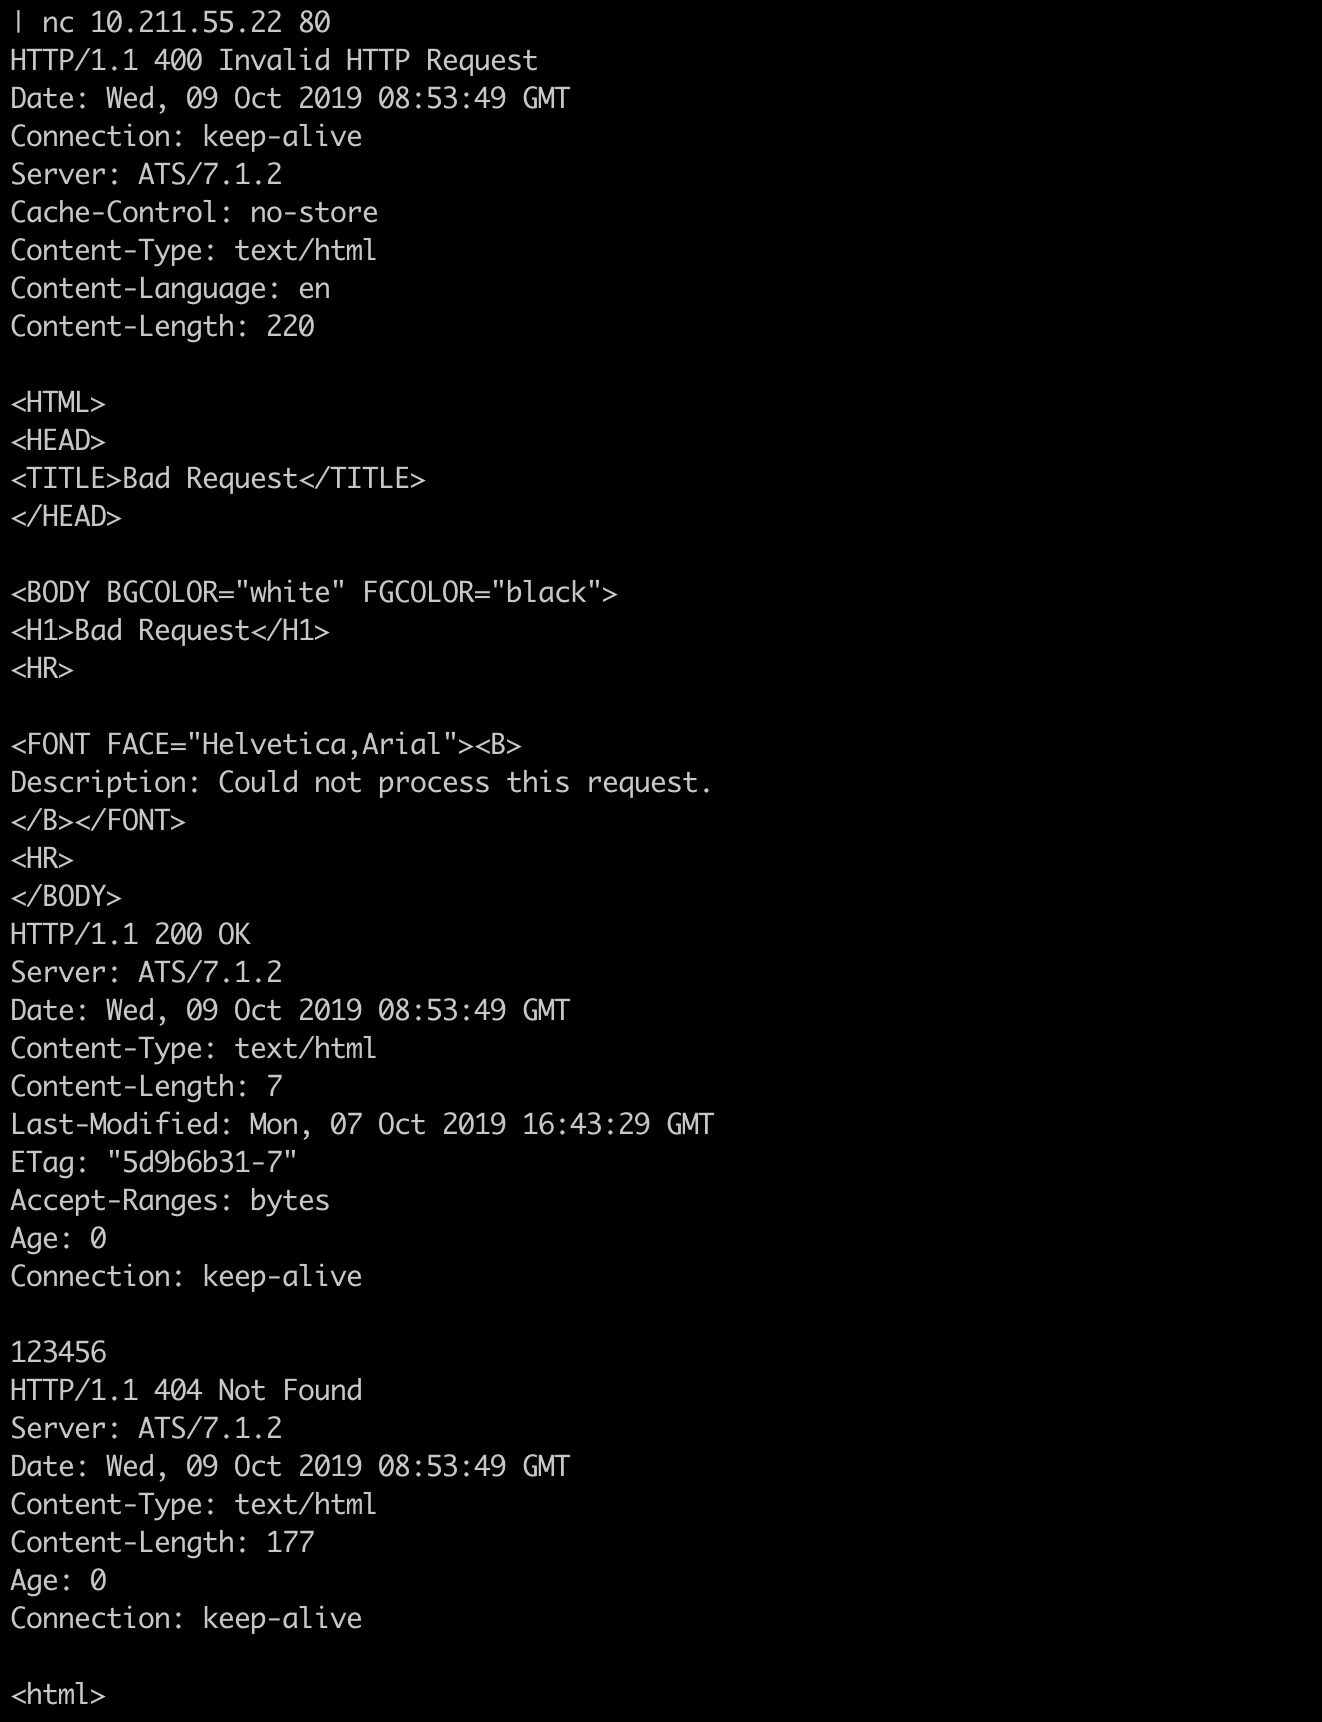 | nc 10.211.55.22 80
HTTP/1.1 400 Invalid HTTP Request
Date: Wed, 09 Oct 2019 08:53:49 GMT
Connection: keep-alive
Server: ATS/7.1.2
Cache-Control: no-store
Content-Type: text/html
Content-Language: en
Content-Length: 220

<HTML>
<HEAD>
<TITLE>Bad Request</TITLE>
</HEAD>

<BODY BGCOLOR="white" FGCOLOR="black">
<H1>Bad Request</H1>
<HR>

<FONT FACE="Helvetica,Arial"><B>
Description: Could not process this request.
</B></FONT>
<HR>
</BODY>
HTTP/1.1 200 OK
Server: ATS/7.1.2
Date: Wed, 09 Oct 2019 08:53:49 GMT
Content-Type: text/html
Content-Length: 7
Last-Modified: Mon, 07 Oct 2019 16:43:29 GMT
ETag: "5d9b6b31-7"
Accept-Ranges: bytes
Age: 0
Connection: keep-alive

123456
HTTP/1.1 404 Not Found
Server: ATS/7.1.2
Date: Wed, 09 Oct 2019 08:53:49 GMT
Content-Type: text/html
Content-Length: 177
Age: 0
Connection: keep-alive

<html>